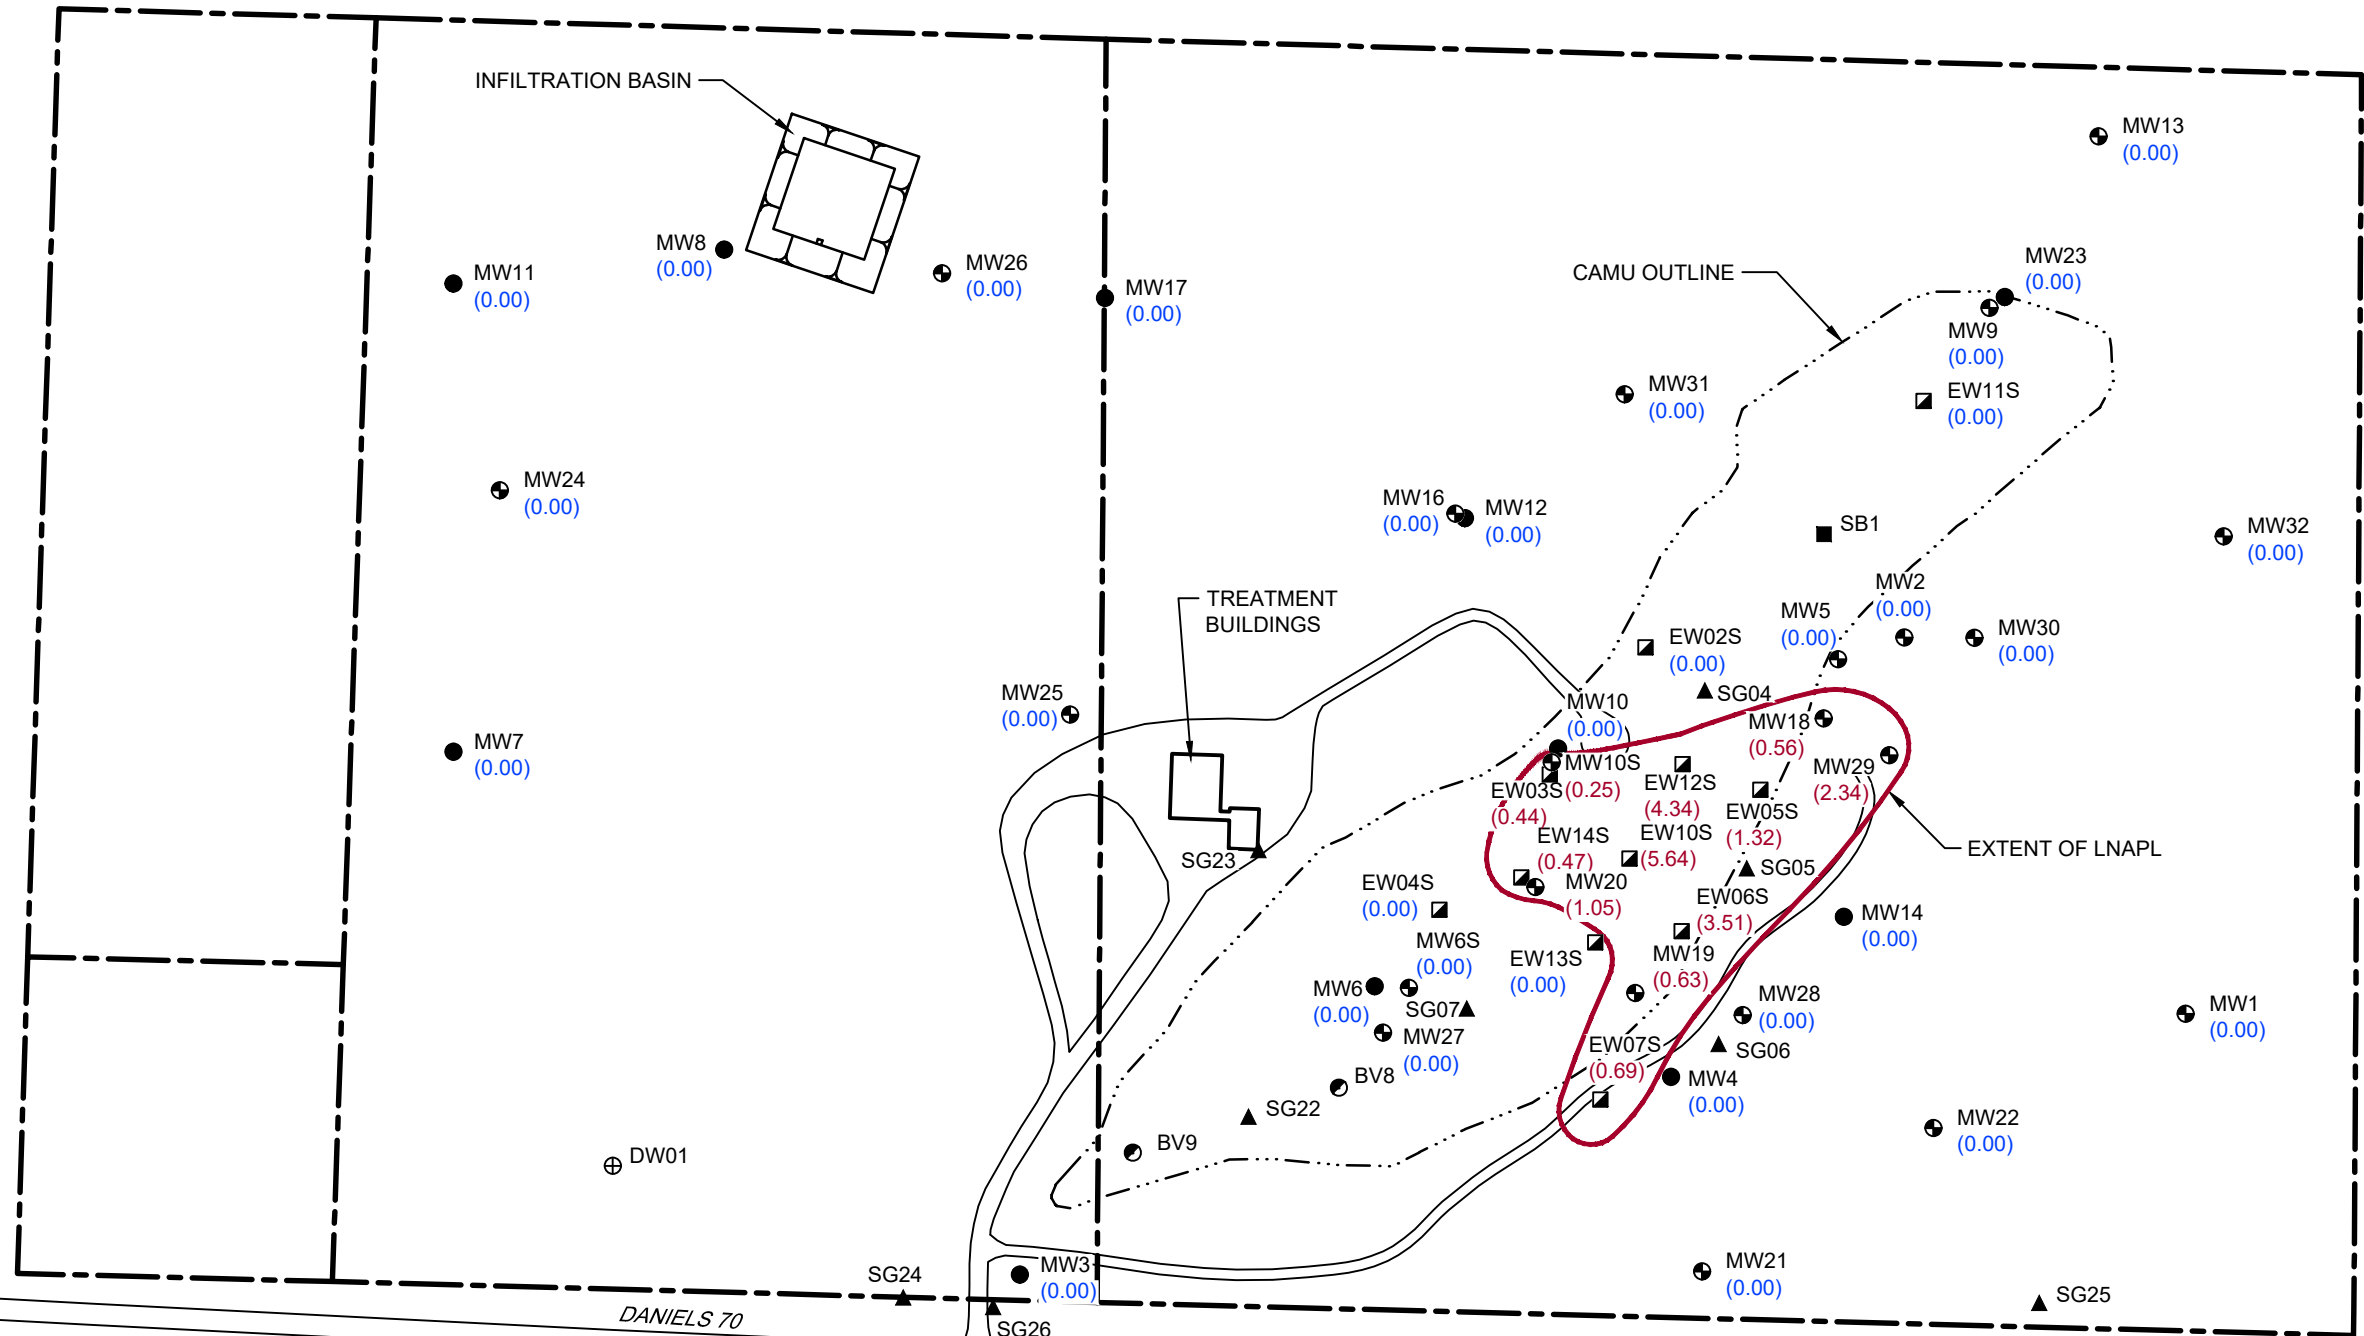 INFILTRATION BASIN
MW13
(0.00)
MW8
(0.00)
MW26
(0.00)
MW11
(0.00)
MW17
(0.00)
CAMU OUTLINE
MW23
(0.00)
MW9
(0.00)
MW31
(0.00)
EW11S
(0.00)
MW24
(0.00)
MW16
(0.00)
MW12
(0.00)
SB1
MW32
(0.00)
TREATMENT
BUILDINGS
MW2
(0.00)
MW5
(0.00)
MW30
(0.00)
EW02S
(0.00)
SG04
MW25
(0.00)
MW10
(0.00)
MW18
(0.56)
MW7
(0.00)
MW10S
(0.25)
EW03S
(0.44)
EW12S
(4.34)
MW29
(2.34)
EW05S
(1.32)
EW14S
(0.47)
EW10S
(5.64)
EXTENT OF LNAPL
SG23
SG05
EW04S
(0.00)
MW20
(1.05)
EW06S
(3.51)
MW14
(0.00)
MW6S
(0.00)
EW13S
(0.00)
MW19
(0.63)
MW6
(0.00)
SG07
MW28
(0.00)
MW1
(0.00)
MW27
(0.00)
EW07S
(0.69)
SG06
BV8
MW4
(0.00)
SG22
MW22
(0.00)
BV9
DW01
MW3
(0.00)
MW21
(0.00)
SG24
SG25
DANIELS 70
SG26